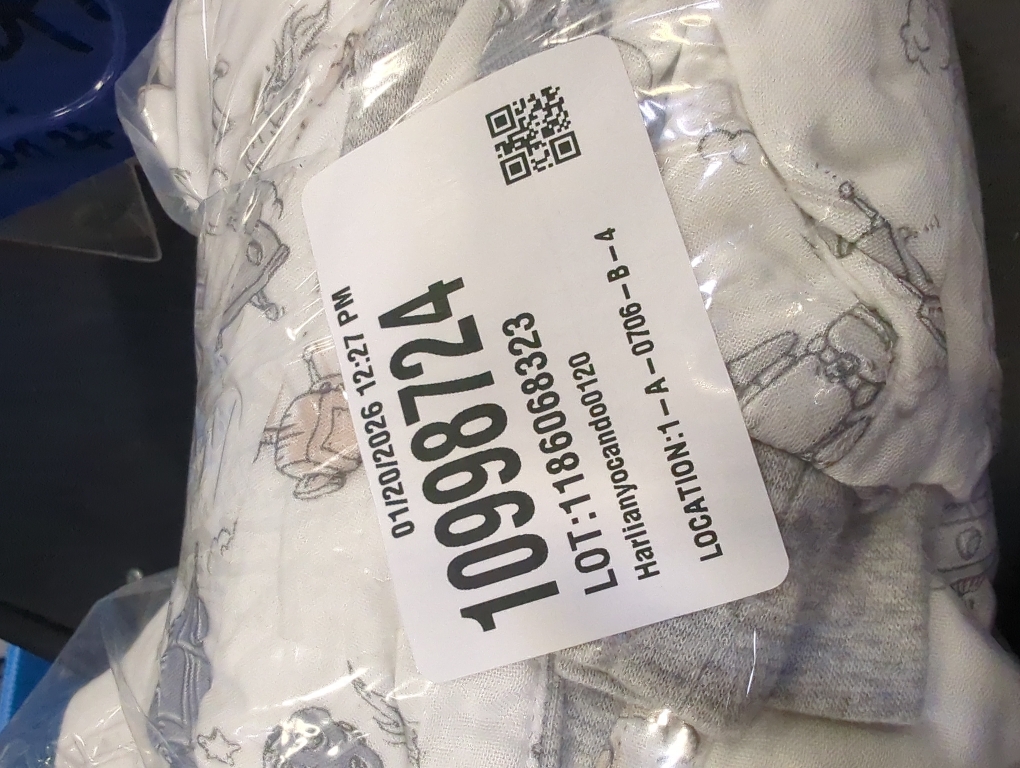 01/20/2026 12:27 PM
10998724
LOT:1186068323
Harlianyocando0120
LOCATION:1-A-0706-B-4